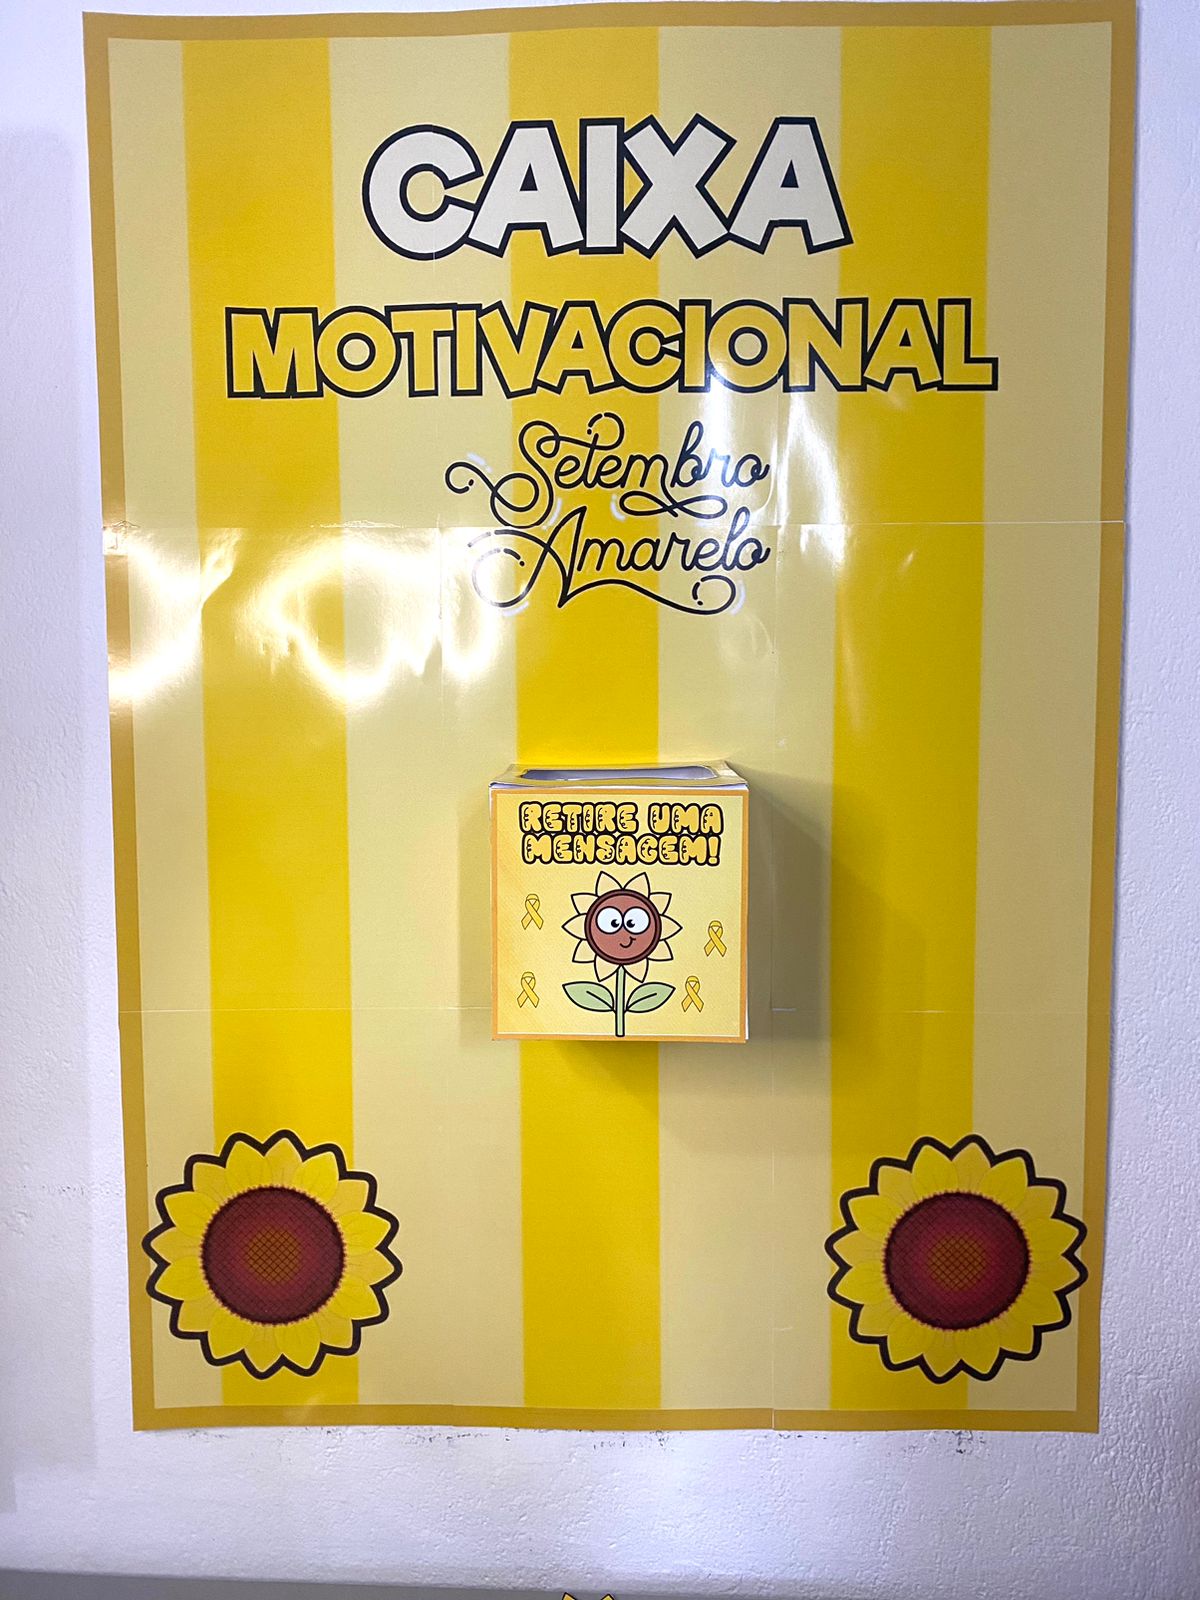 CAIXA
MOTIVACIONAL
Setembro
Amarelo
RETIRE UMA
MENSAGEM!